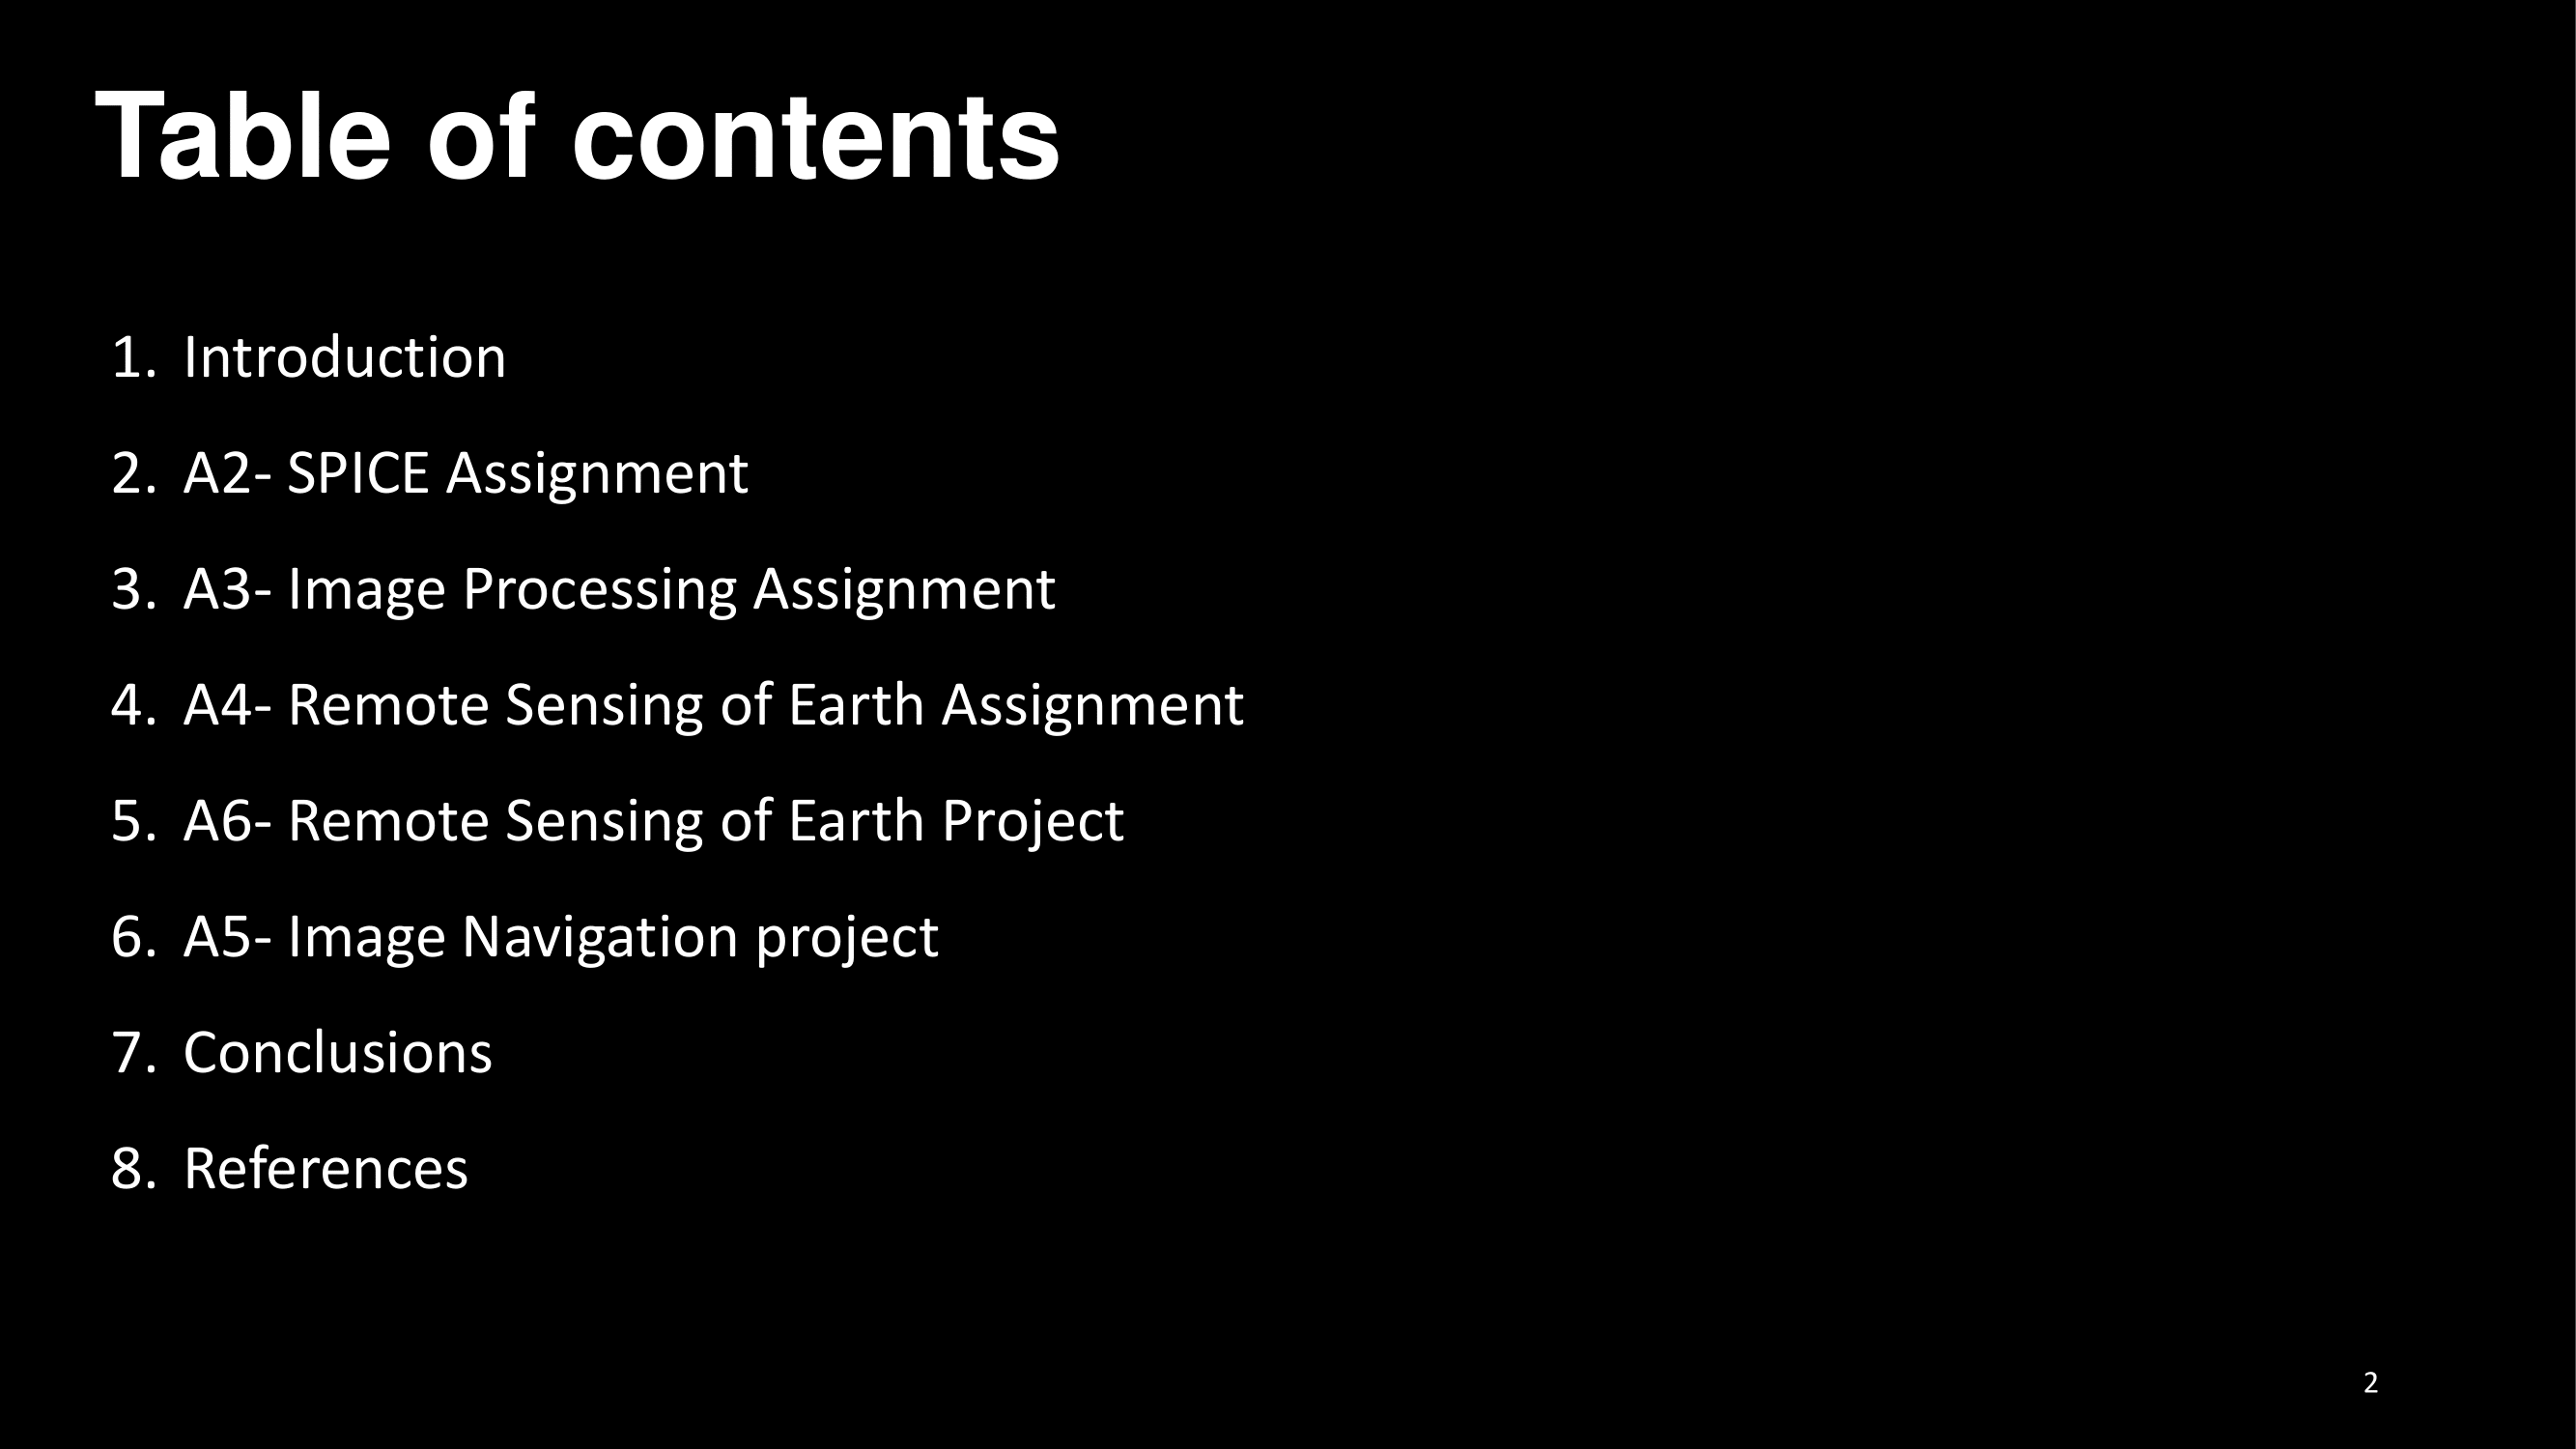 Table of contents
1. Introduction
2. A2- SPICE Assignment
3. A3- Image Processing Assignment
4. A4- Remote Sensing of Earth Assignment
5. A6- Remote Sensing of Earth Project
6. A5- Image Navigation project
7. Conclusions
8. References
2